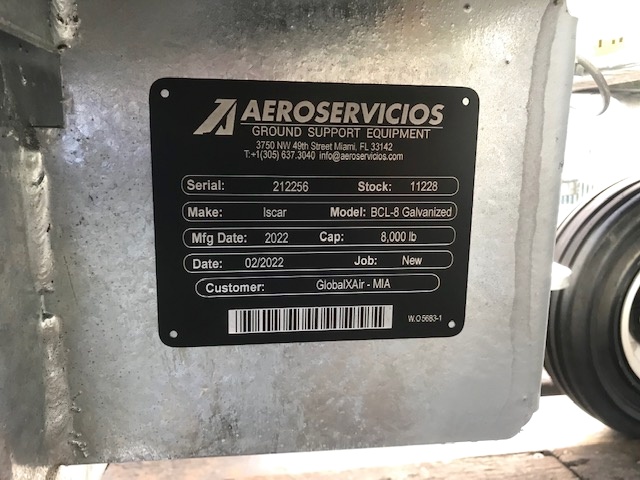 AEROSERVICIOS
GROUND SUPPORT EQUIPMENT
3750 NW 49th Street Miami, FL 33142
T:+1(305) 637.3040 info@aeroservicios.com
Serial: 212256 Stock: 11228
Make: Iscar Model: BCL-8 Galvanized
Mfg Date: 2022 Cap: 8,000 lb
Date: 02/2022 Job: New
Customer: GlobalXAir - MIA
W.O 5683-1